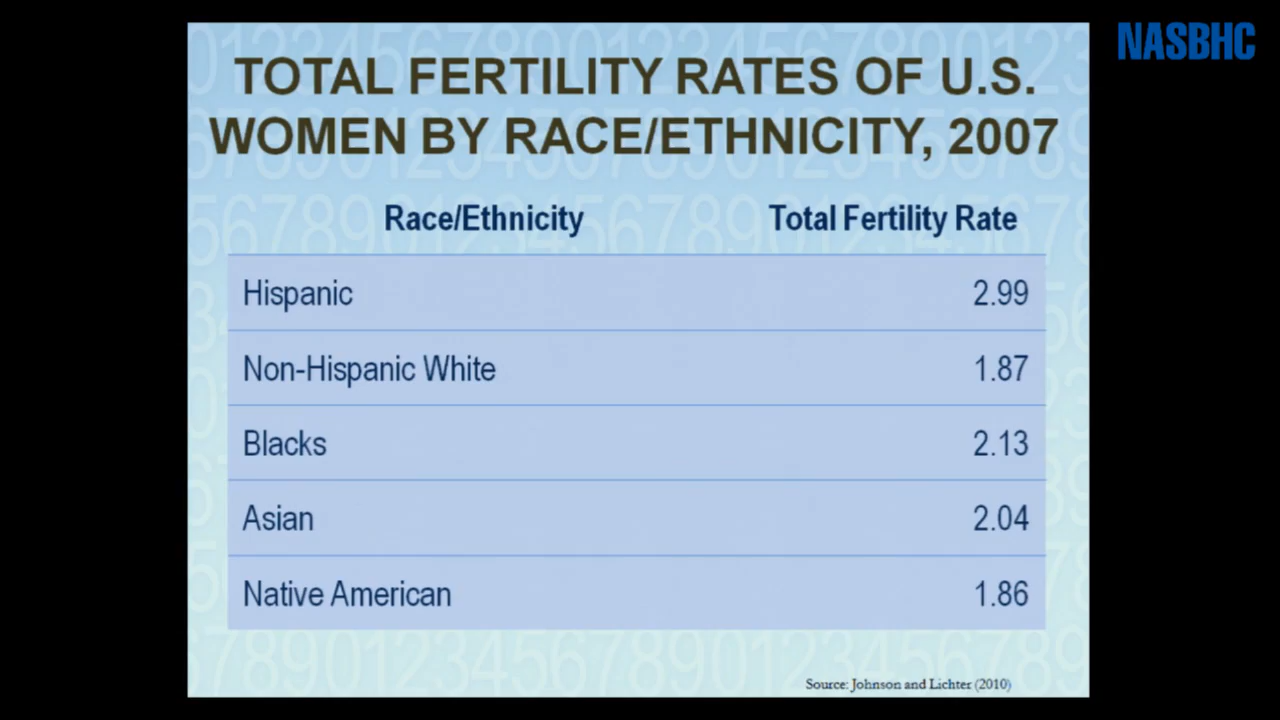 NASBHC
TOTAL FERTILITY RATES OF U.S.
WOMEN BY RACE/ETHNICITY, 2007
Race/Ethnicity Total Fertility Rate
Hispanic 2.99
Non-Hispanic White 1.87
Blacks 2.13
Asian 2.04
Native American 1.86
Source: Johnson and Lichter (2010)